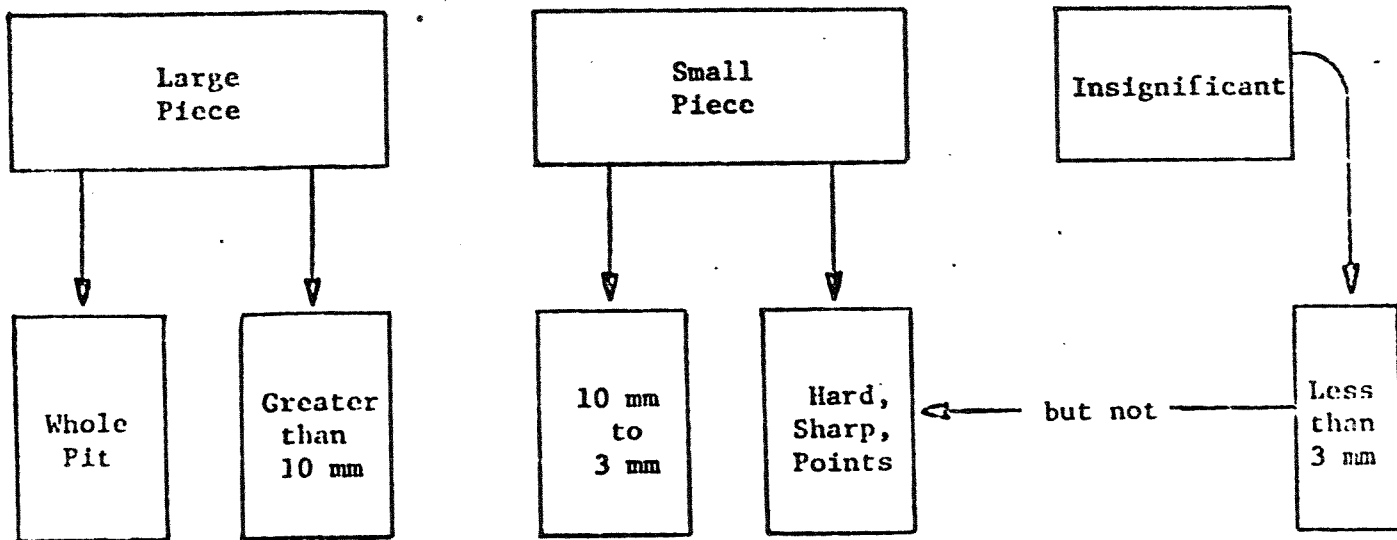 Large
Piece
Small
Piece
Insignificant
Whole
Pit
Greater
than
10 mm
10 mm
to
3 mm
Hard,
Sharp,
Points
but not
Less
than
3 mm